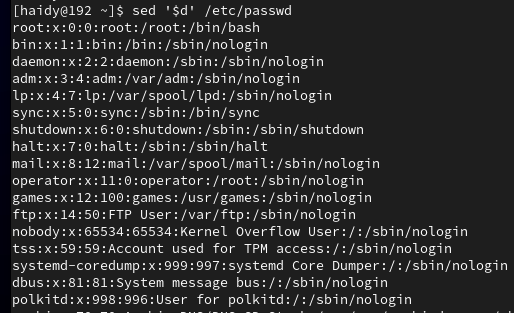 [haidy@192 ~]$ sed '$d' /etc/passwd
root:x:0:0:root:/root:/bin/bash
bin:x:1:1:bin:/bin:/sbin/nologin
daemon:x:2:2:daemon:/sbin:/sbin/nologin
adm:x:3:4:adm:/var/adm:/sbin/nologin
lp:x:4:7:lp:/var/spool/lpd:/sbin/nologin
sync:x:5:0:sync:/sbin:/bin/sync
shutdown:x:6:0:shutdown:/sbin:/sbin/shutdown
halt:x:7:0:halt:/sbin:/sbin/halt
mail:x:8:12:mail:/var/spool/mail:/sbin/nologin
operator:x:11:0:operator:/root:/sbin/nologin
games:x:12:100:games:/usr/games:/sbin/nologin
ftp:x:14:50:FTP User:/var/ftp:/sbin/nologin
nobody:x:65534:65534:Kernel Overflow User:/:/sbin/nologin
tss:x:59:59:Account used for TPM access:/:/sbin/nologin
systemd-coredump:x:999:997:systemd Core Dumper:/:/sbin/nologin
dbus:x:81:81:System message bus:/:/sbin/nologin
polkitd:x:998:996:User for polkitd:/:/sbin/nologin